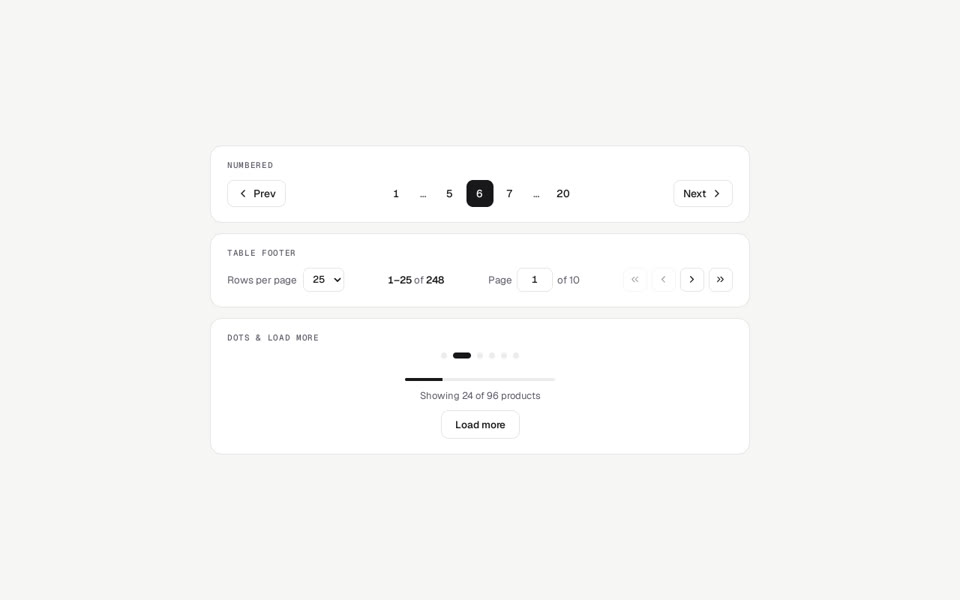 NUMBERED
Prev 1 … 5 6 7 … 20 Next
TABLE FOOTER
Rows per page 25 1–25 of 248 Page 1 of 10
DOTS & LOAD MORE
Showing 24 of 96 products
Load more